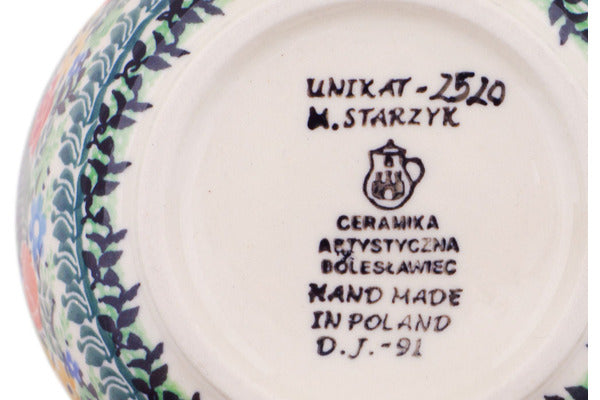 UNIKAT-2520
M.STARZYK
CERAMIKA
ARTYSTYCZNA
BOLESŁAWIEC
HAND MADE
IN POLAND
D.J.-91